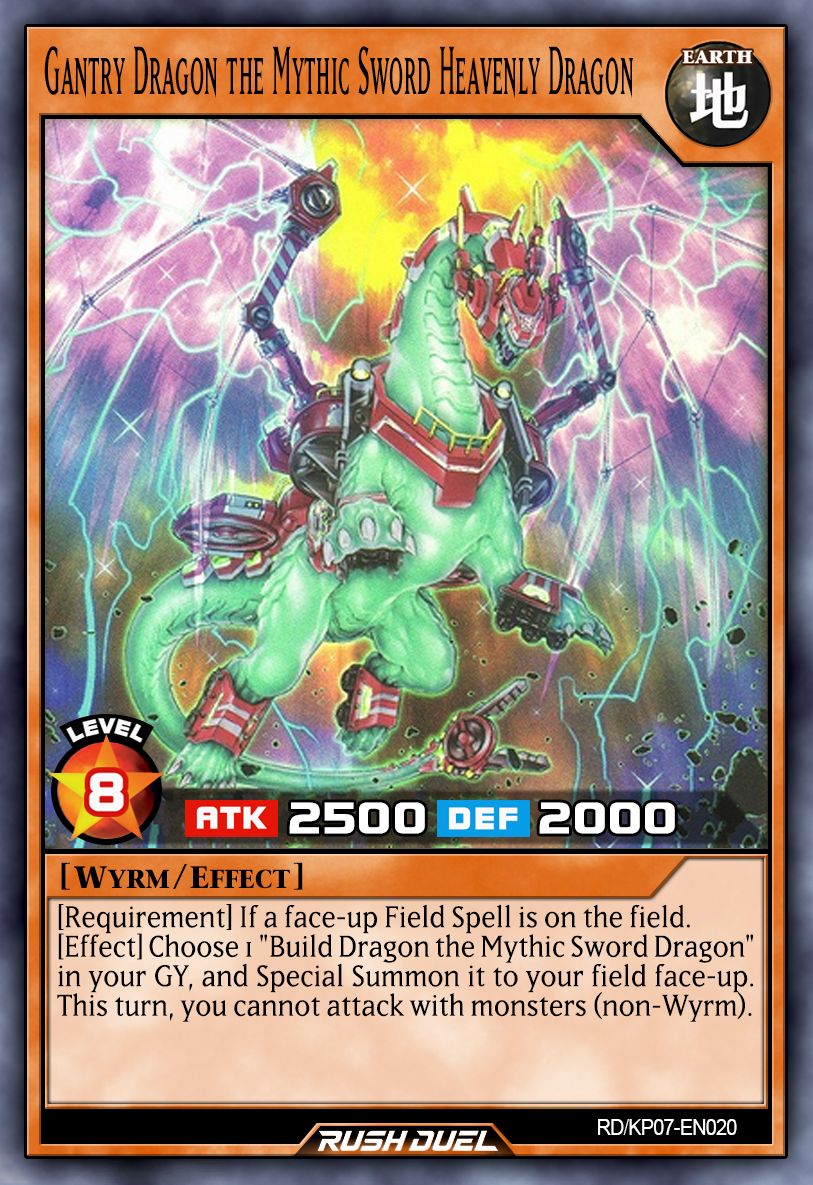 Gantry Dragon the Mythic Sword Heavenly Dragon
EARTH
地
LEVEL
8
ATK 2500 DEF 2000
[Wyrm/Effect]
[Requirement] If a face-up Field Spell is on the field.
[Effect] Choose 1 "Build Dragon the Mythic Sword Dragon"
in your GY, and Special Summon it to your field face-up.
This turn, you cannot attack with monsters (non-Wyrm).
RD/KP07-EN020
RUSH DUEL